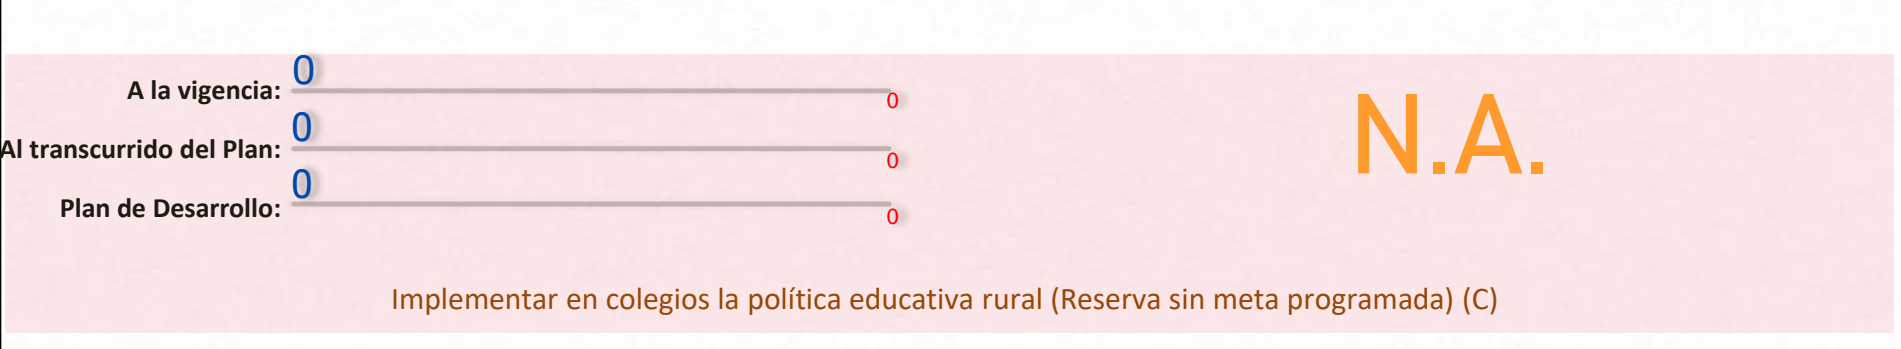 0
A la vigencia:
0
N.A.
0
Al transcurrido del Plan:
0
0
Plan de Desarrollo:
0
Implementar en colegios la política educativa rural (Reserva sin meta programada) (C)